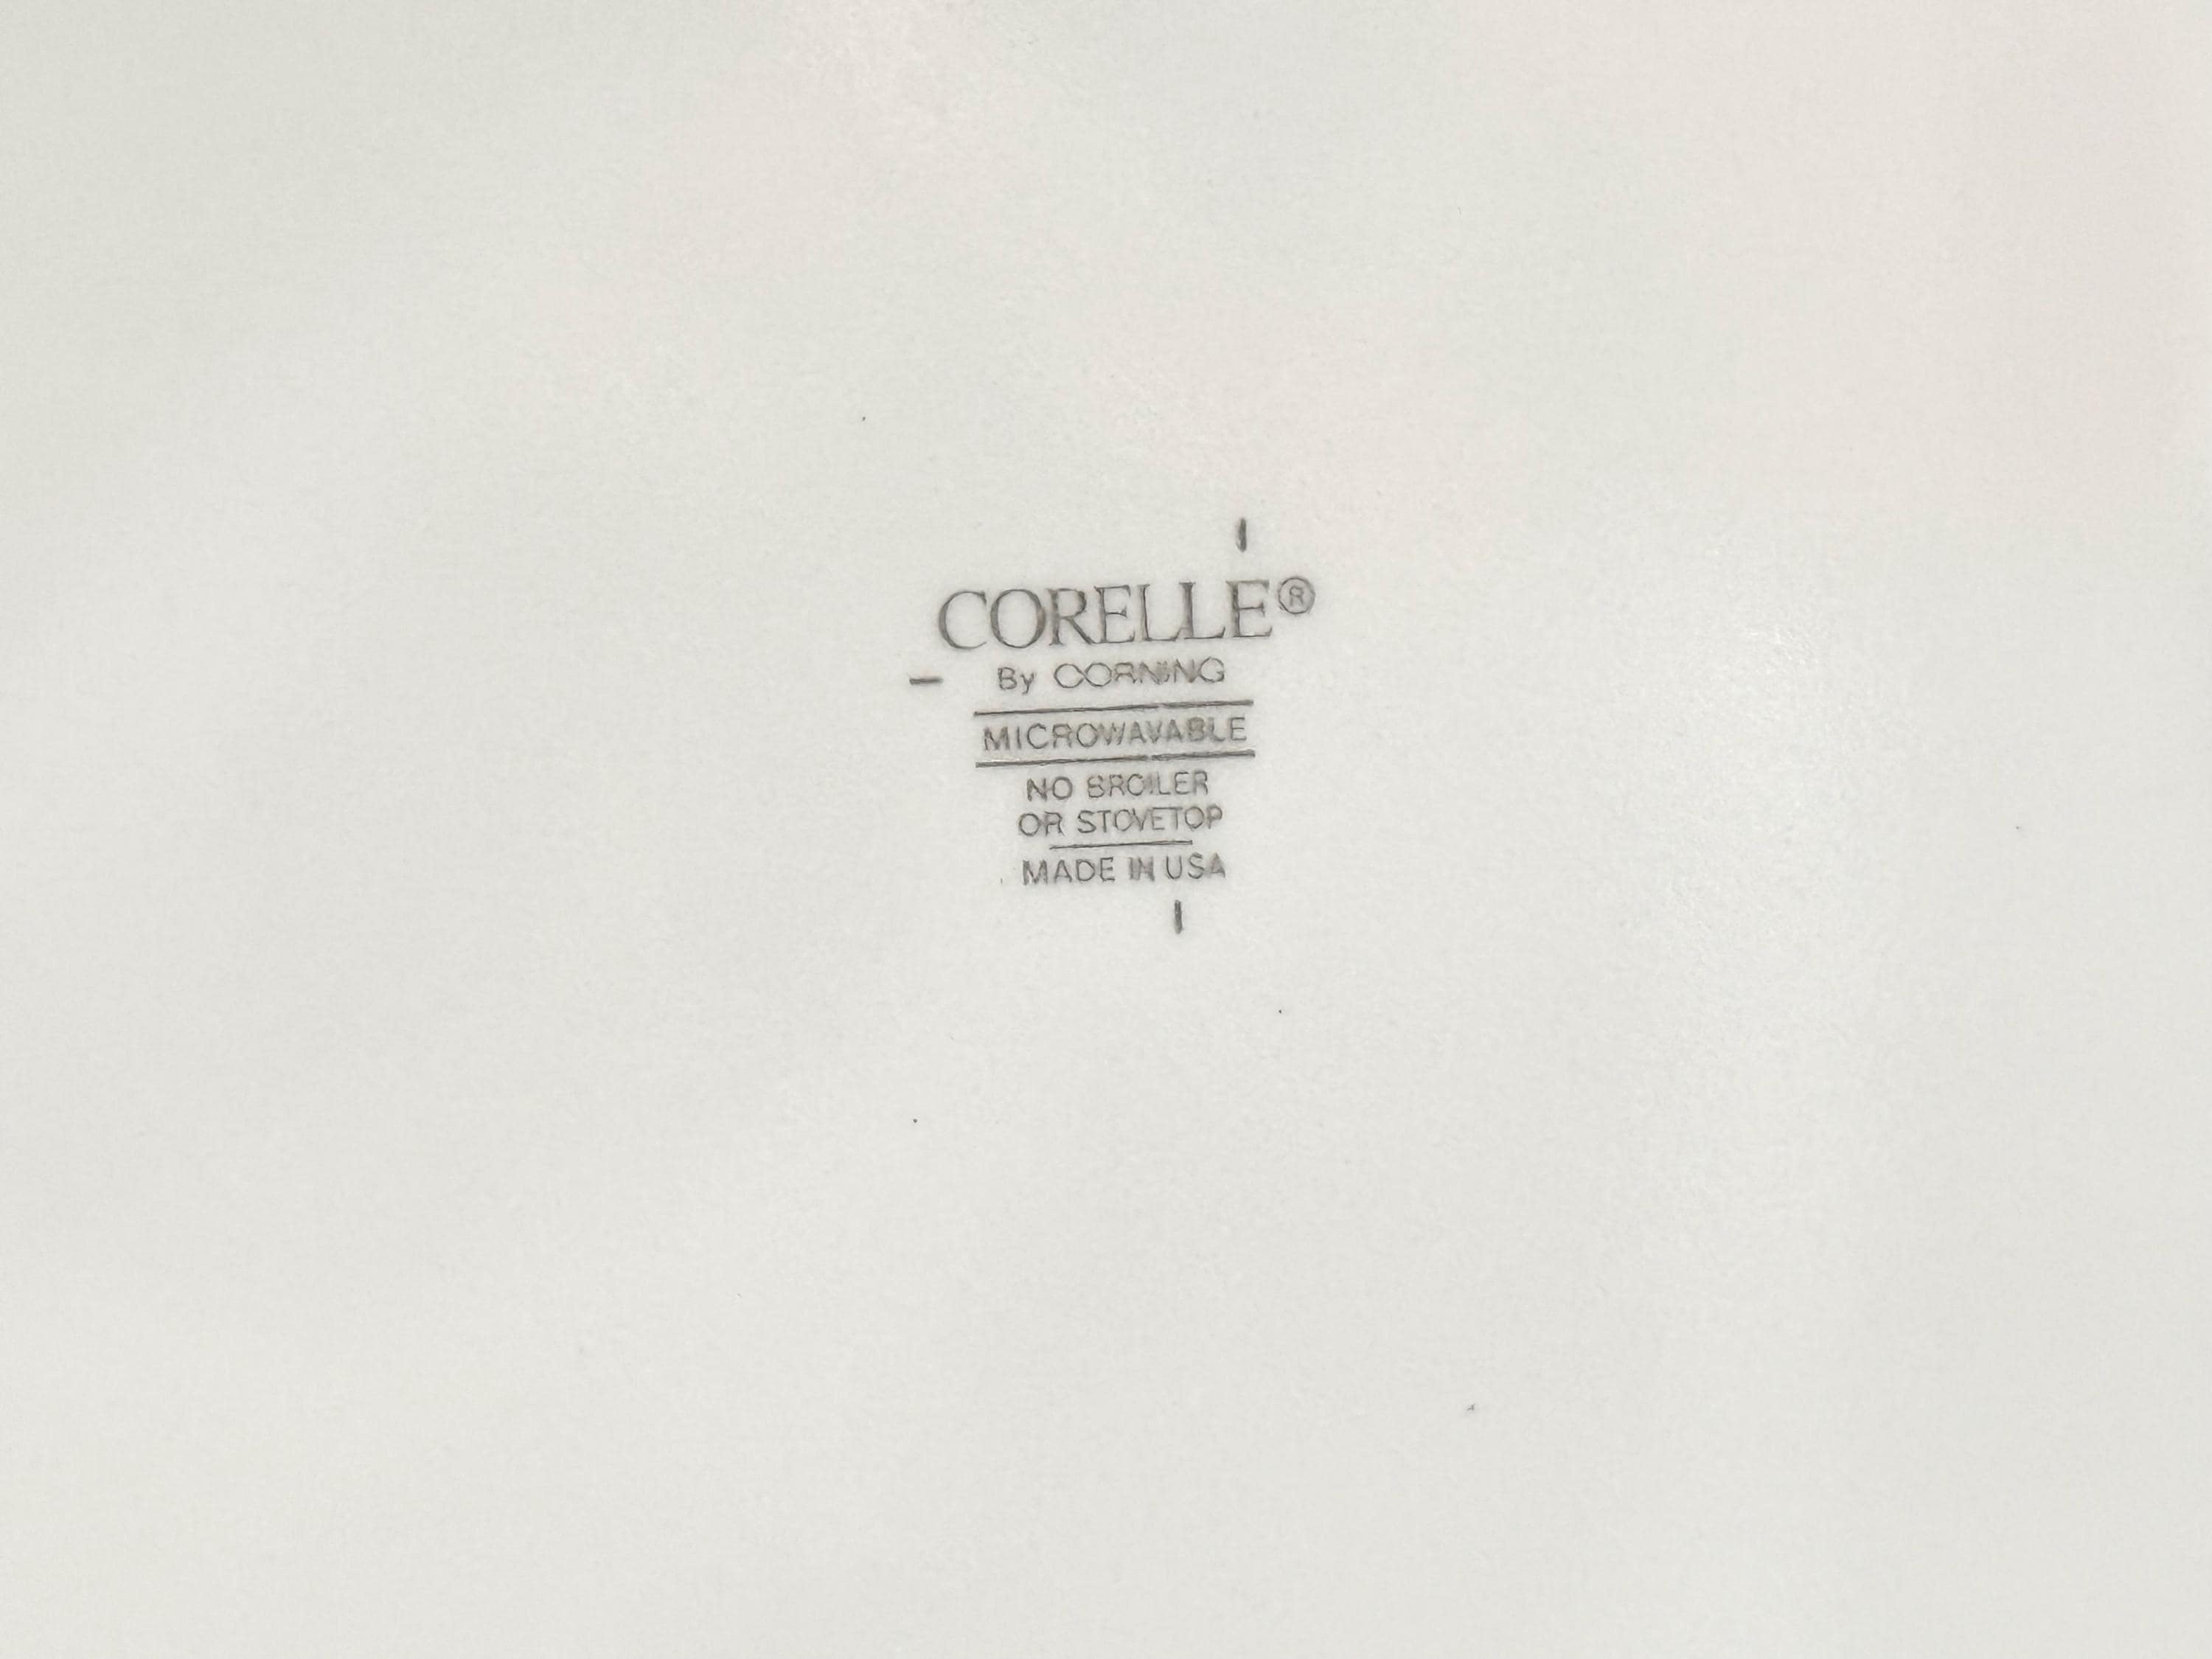 CORELLE®
By CORNING
MICROWAVABLE
NO BROILER
OR STOVETOP
MADE IN USA